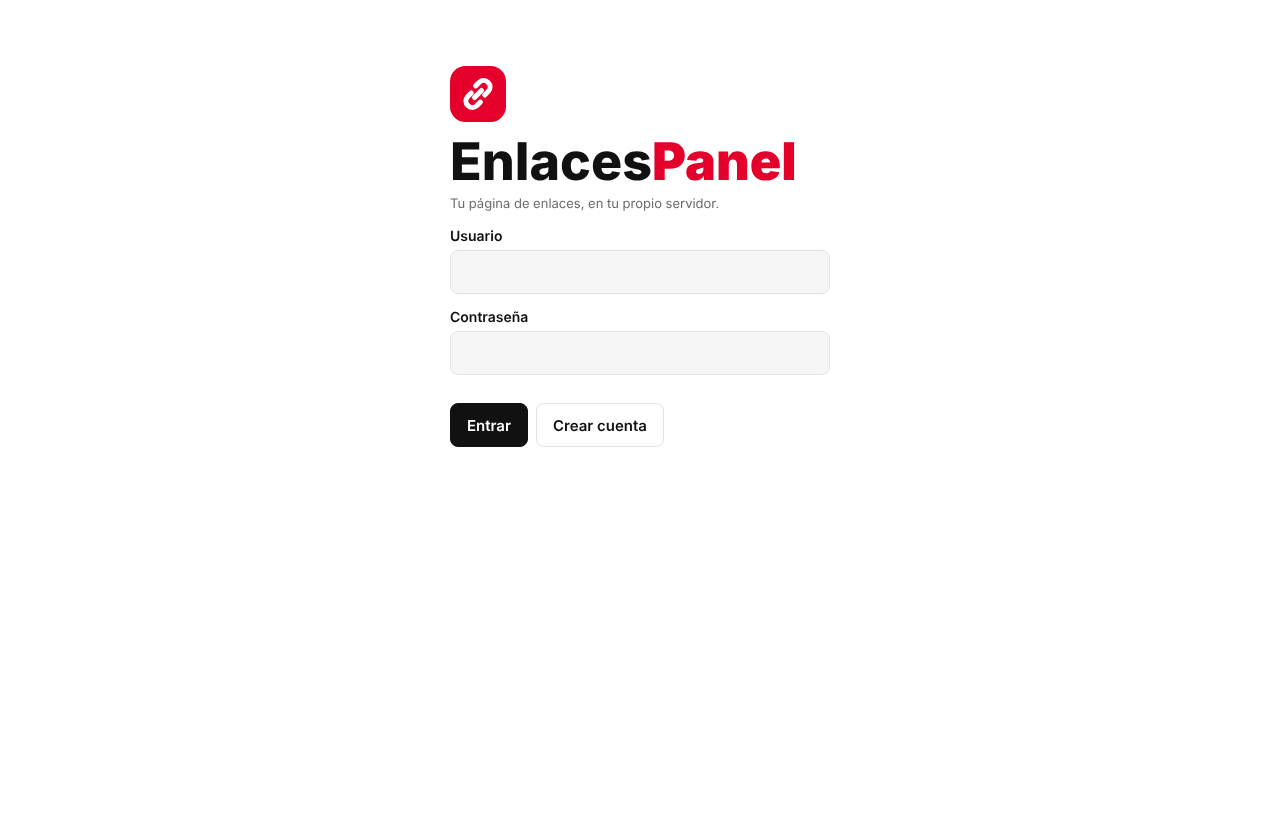 EnlacesPanel
Tu página de enlaces, en tu propio servidor.
Usuario
Contraseña
Entrar
Crear cuenta